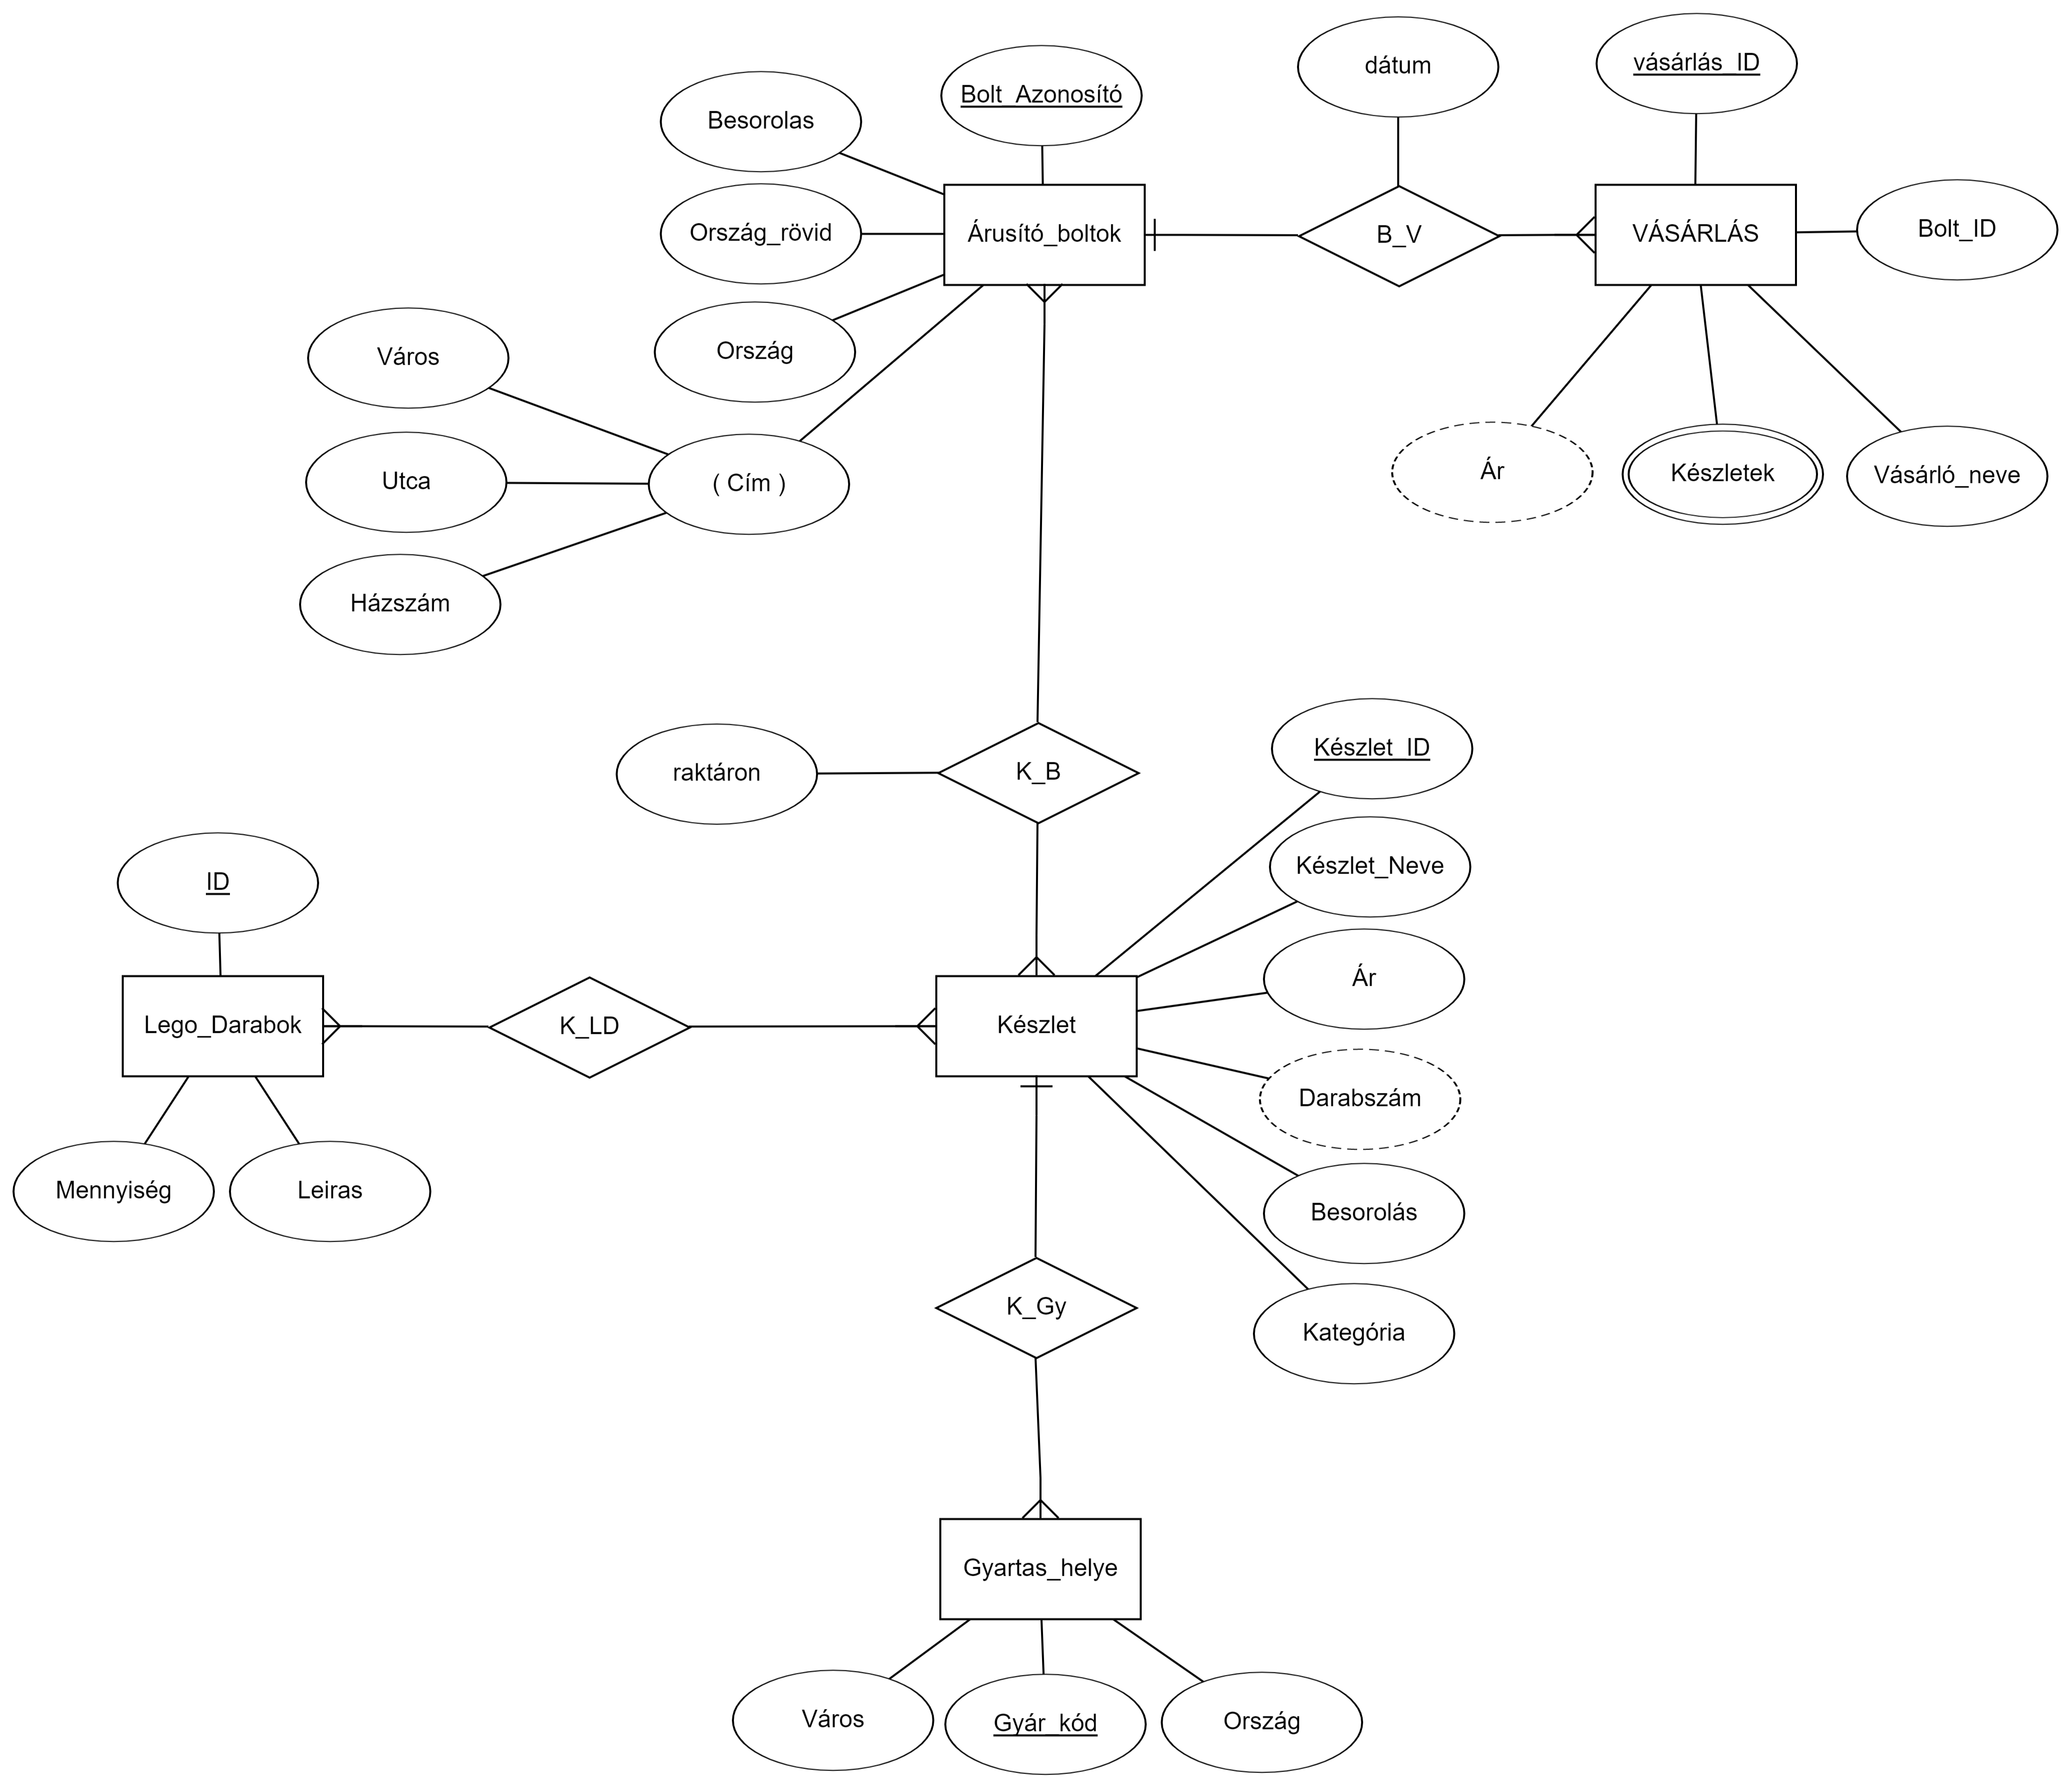 dátum
vásárlás_ID
Bolt_Azonosító
Besorolas
Ország_rövid
Árusító_boltok
B_V
VÁSÁRLÁS
Bolt_ID
Ország
Város
Utca
( Cím )
Házszám
Ár
Készletek
Vásárló_neve
raktáron
K_B
Készlet_ID
Készlet_Neve
ID
Ár
Lego_Darabok
K_LD
Készlet
Darabszám
Mennyiség
Leiras
Besorolás
K_Gy
Kategória
Gyartas_helye
Város
Gyár_kód
Ország